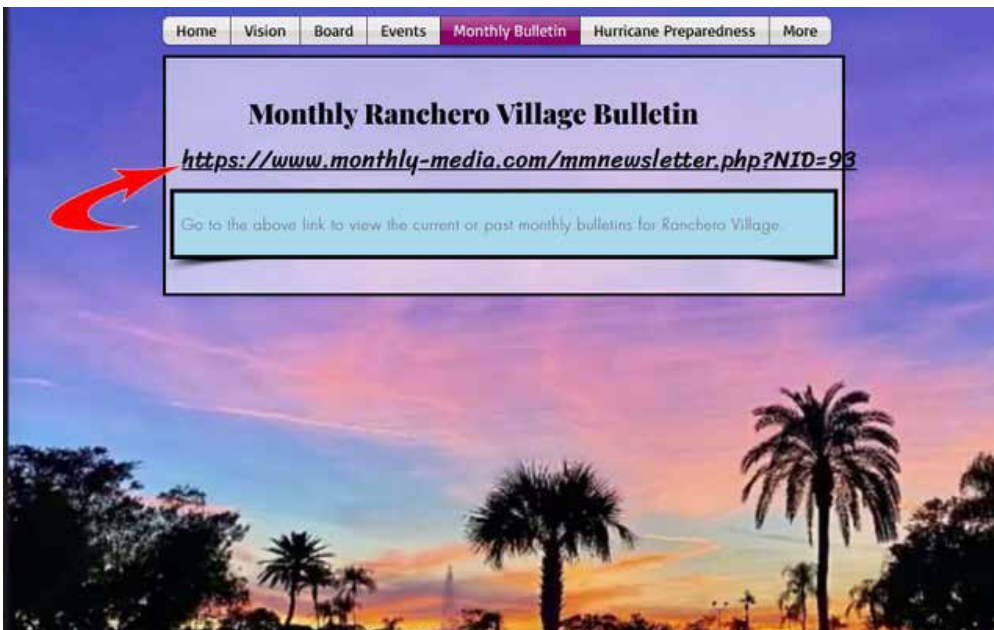 Home Vision Board Events Monthly Bulletin Hurricane Preparedness More
Monthly Ranchero Village Bulletin
https://www.monthly-media.com/mmnewsletter.php?NID=93
Go to the above link to view the current or past monthly bulletins for Ranchero Village.